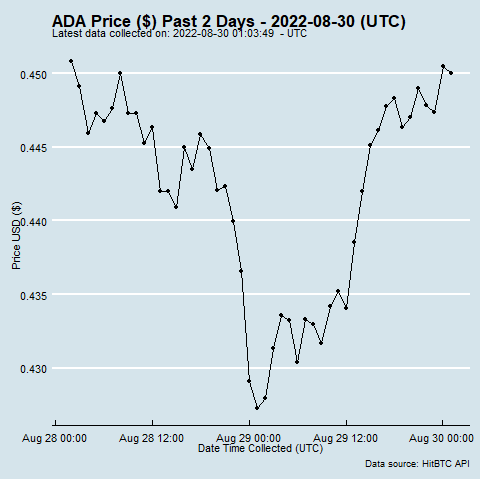 ADA Price ($) Past 2 Days - 2022-08-30 (UTC)
Latest data collected on: 2022-08-30 01:03:49 - UTC
0.450
0.445
0.440
0.435
0.430
Price USD ($)
Aug 28 00:00 Aug 28 12:00 Aug 29 00:00 Aug 29 12:00 Aug 30 00:00
Date Time Collected (UTC)
Data source: HitBTC API